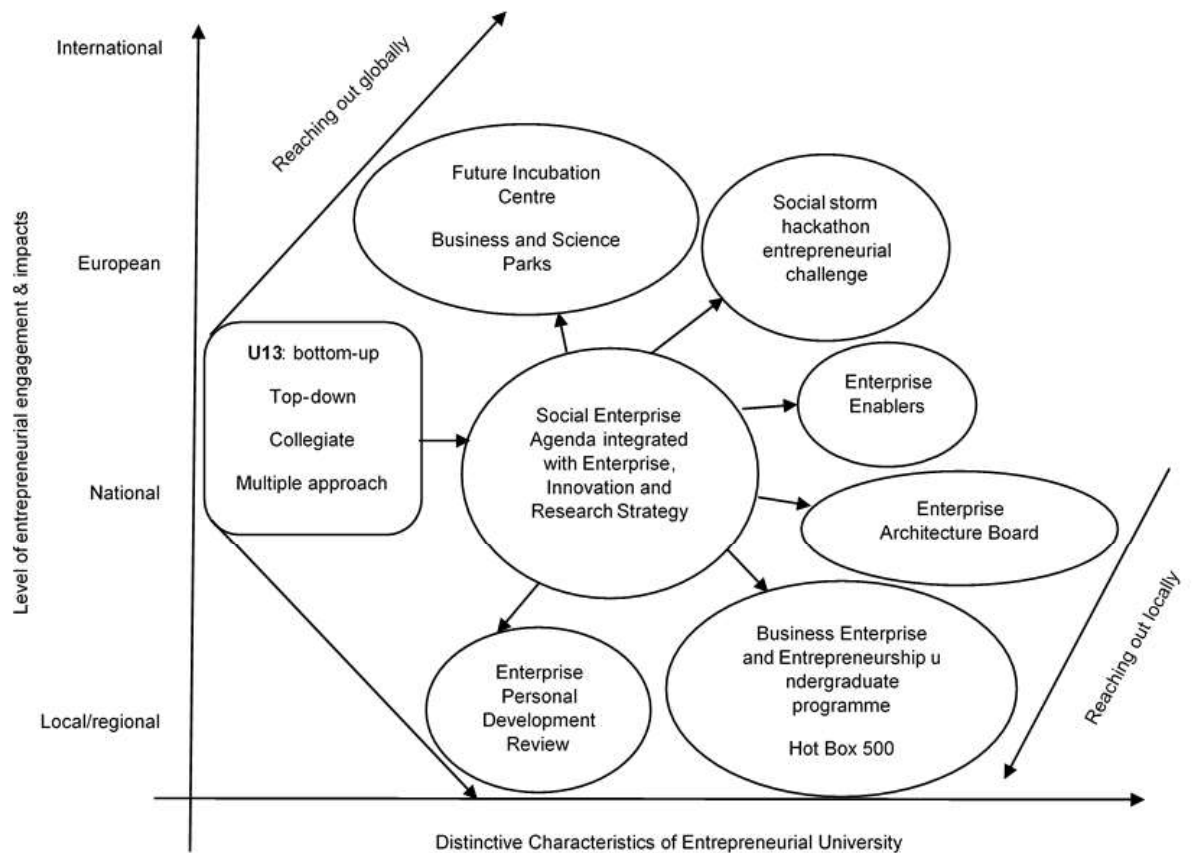 International
Reaching out globally
Future Incubation
Centre
Business and Science
Parks
Social storm
hackathon
entrepreneurial
challenge
European
U13: bottom-up
Top-down
Collegiate
Multiple approach
Social Enterprise
Agenda integrated
with Enterprise,
Innovation and
Research Strategy
Enterprise
Enablers
National
Enterprise
Architecture Board
Enterprise
Personal
Development
Review
Business Enterprise
and Entrepreneurship u
ndergraduate
programme
Hot Box 500
Reaching out locally
Local/regional
Level of entrepreneurial engagement & impacts
Distinctive Characteristics of Entrepreneurial University